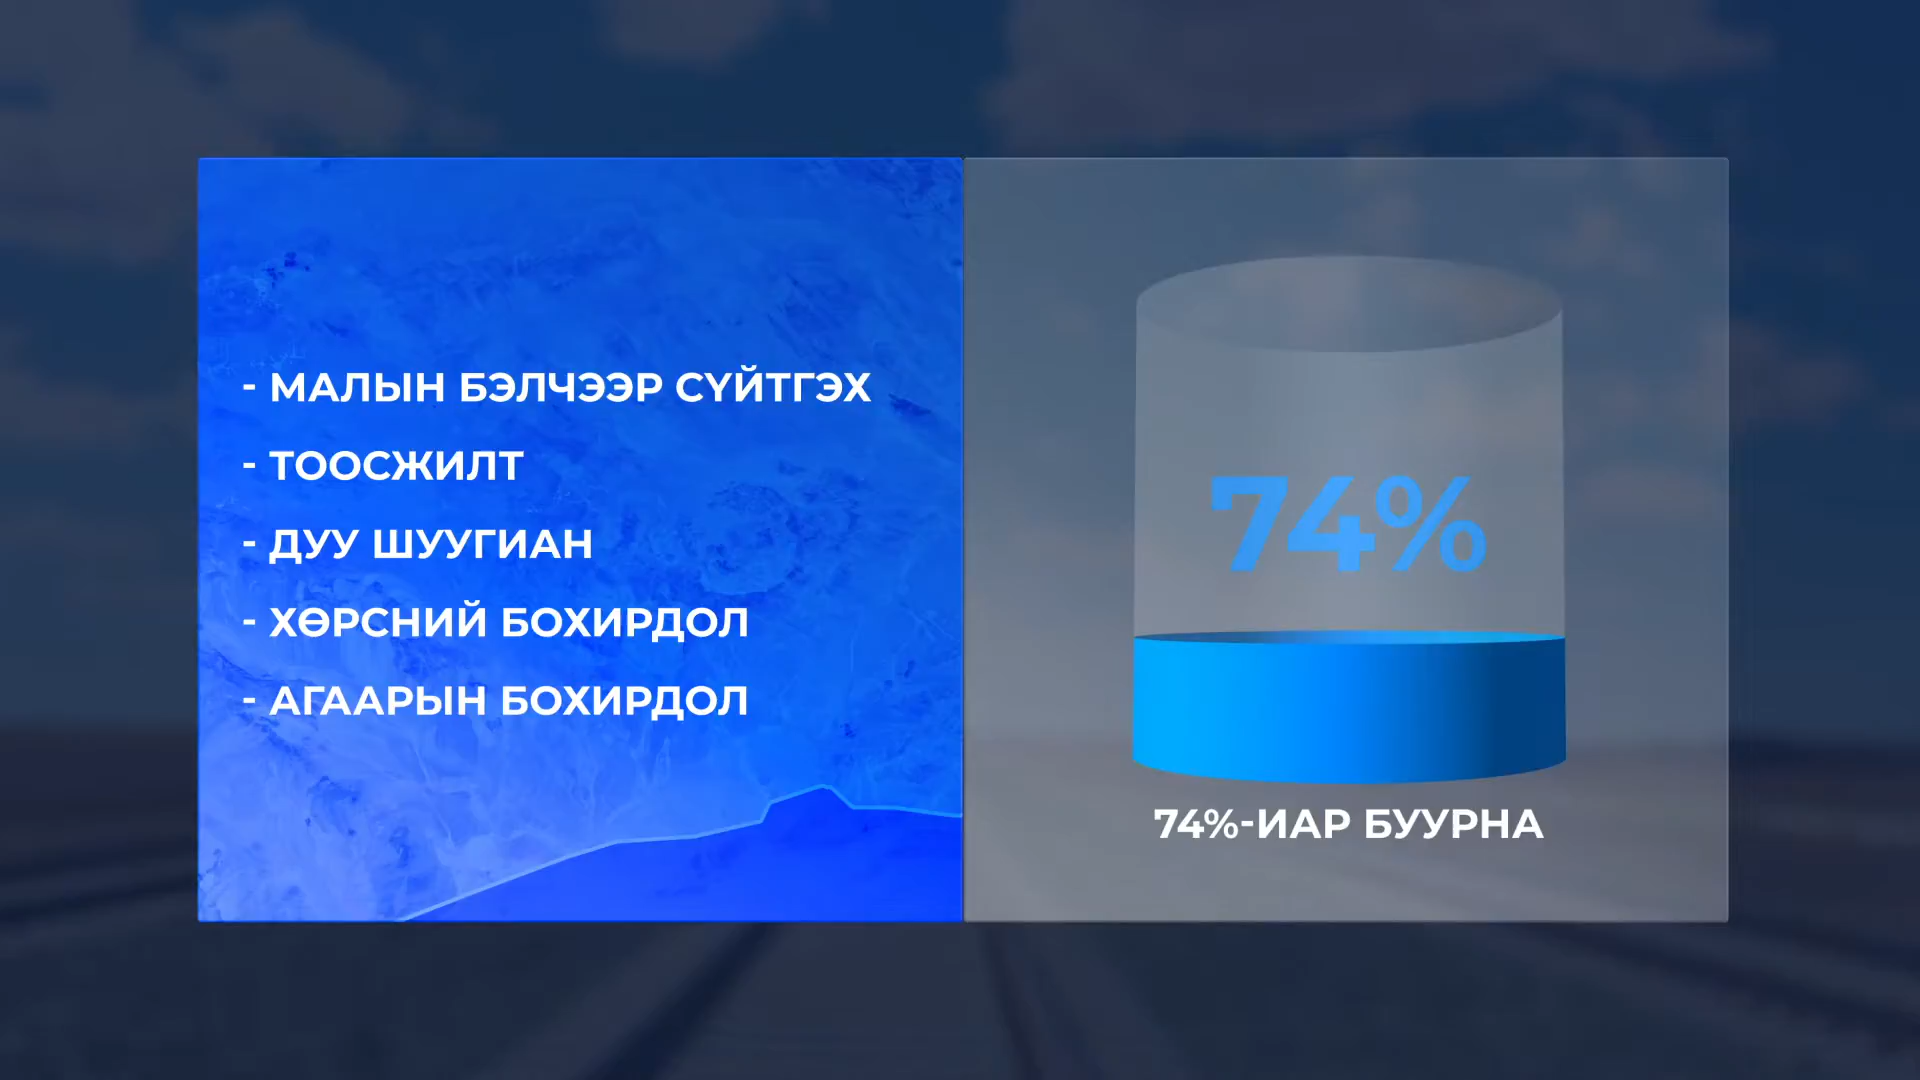 - МАЛЫН БЭЛЧЭЭР СҮЙТГЭХ
- ТООСЖИЛТ
- ДУУ ШУУГИАН
- ХӨРСНИЙ БОХИРДОЛ
- АГААРЫН БОХИРДОЛ
74%
74%-ИАР БУУРНА